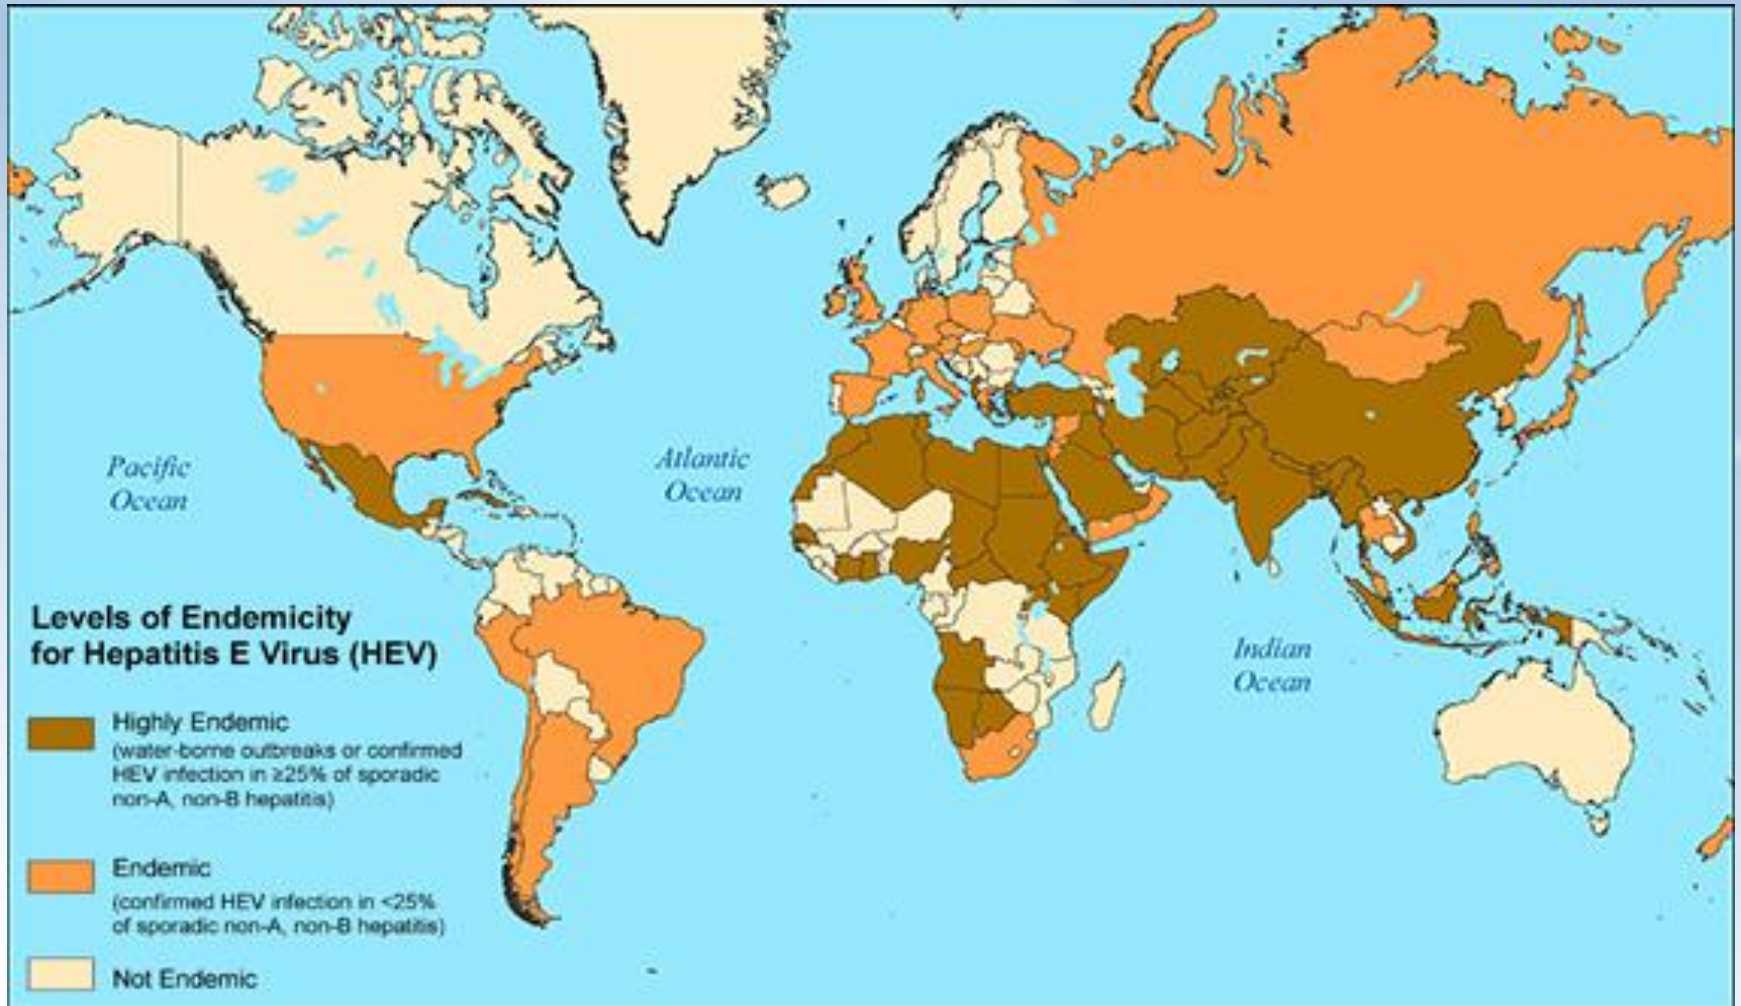 Pacific
Ocean
Atlantic
Ocean
Indian
Ocean
Levels of Endemicity
for Hepatitis E Virus (HEV)
Highly Endemic
(water-borne outbreaks or confirmed
HEV infection in ≥25% of sporadic
non-A, non-B hepatitis)
Endemic
(confirmed HEV infection in <25%
of sporadic non-A, non-B hepatitis)
Not Endemic